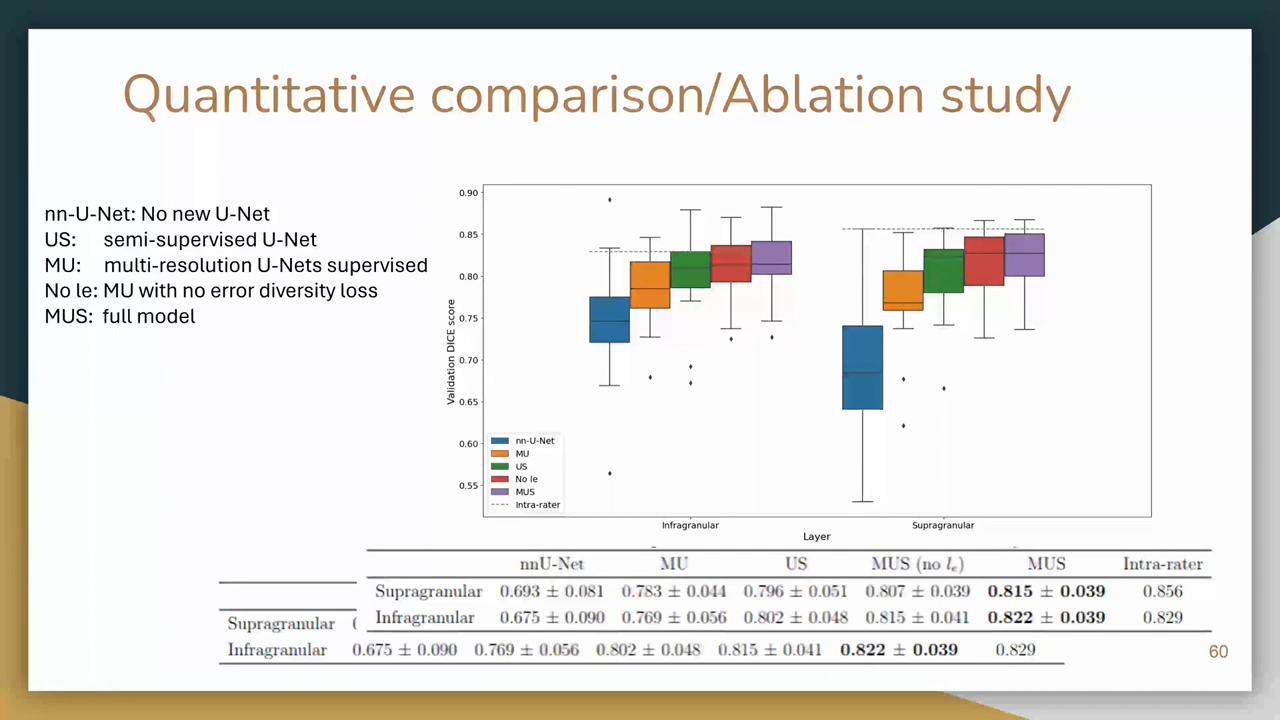 Quantitative comparison/Ablation study
nn-U-Net: No new U-Net
US: semi-supervised U-Net
MU: multi-resolution U-Nets supervised
No le: MU with no error diversity loss
MUS: full model
Validation DICE score
0.90
0.85
0.80
0.75
0.70
0.65
0.60
0.55
nn-U-Net
MU
US
No le
MUS
Intra-rater
Infragranular Supragranular
Layer
nnU-Net MU US MUS (no lₑ) MUS Intra-rater
Supragranular 0.693 ± 0.081 0.783 ± 0.044 0.796 ± 0.051 0.807 ± 0.039 0.815 ± 0.039 0.856
Infragranular 0.675 ± 0.090 0.769 ± 0.056 0.802 ± 0.048 0.815 ± 0.041 0.822 ± 0.039 0.829
Supragranular
Infragranular 0.675 ± 0.090 0.769 ± 0.056 0.802 ± 0.048 0.815 ± 0.041 0.822 ± 0.039 0.829
60